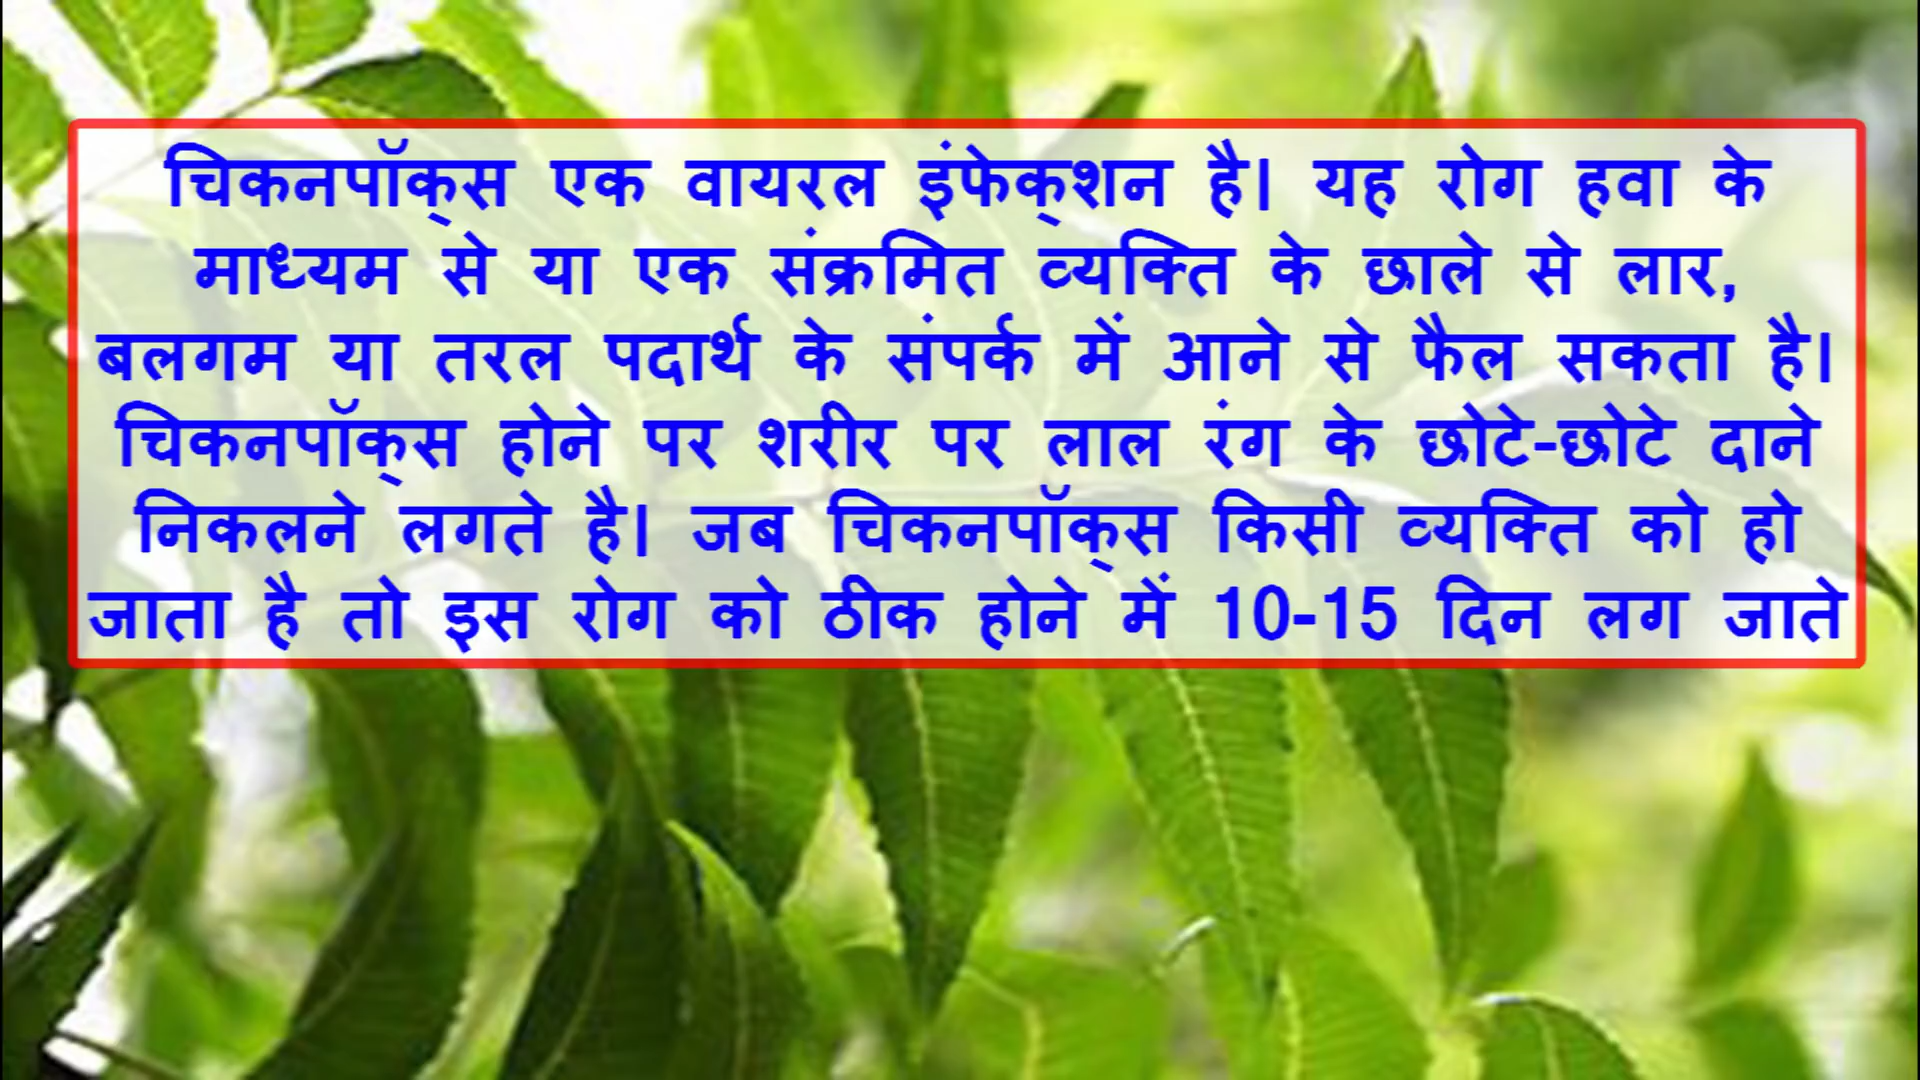 चिकनपॉक्स एक वायरल इंफेक्शन है। यह रोग हवा के
माध्यम से या एक संक्रमित व्यक्ति के छाले से लार,
बलगम या तरल पदार्थ के संपर्क में आने से फैल सकता है।
चिकनपॉक्स होने पर शरीर पर लाल रंग के छोटे-छोटे दाने
निकलने लगते है। जब चिकनपॉक्स किसी व्यक्ति को हो
जाता है तो इस रोग को ठीक होने में 10-15 दिन लग जाते